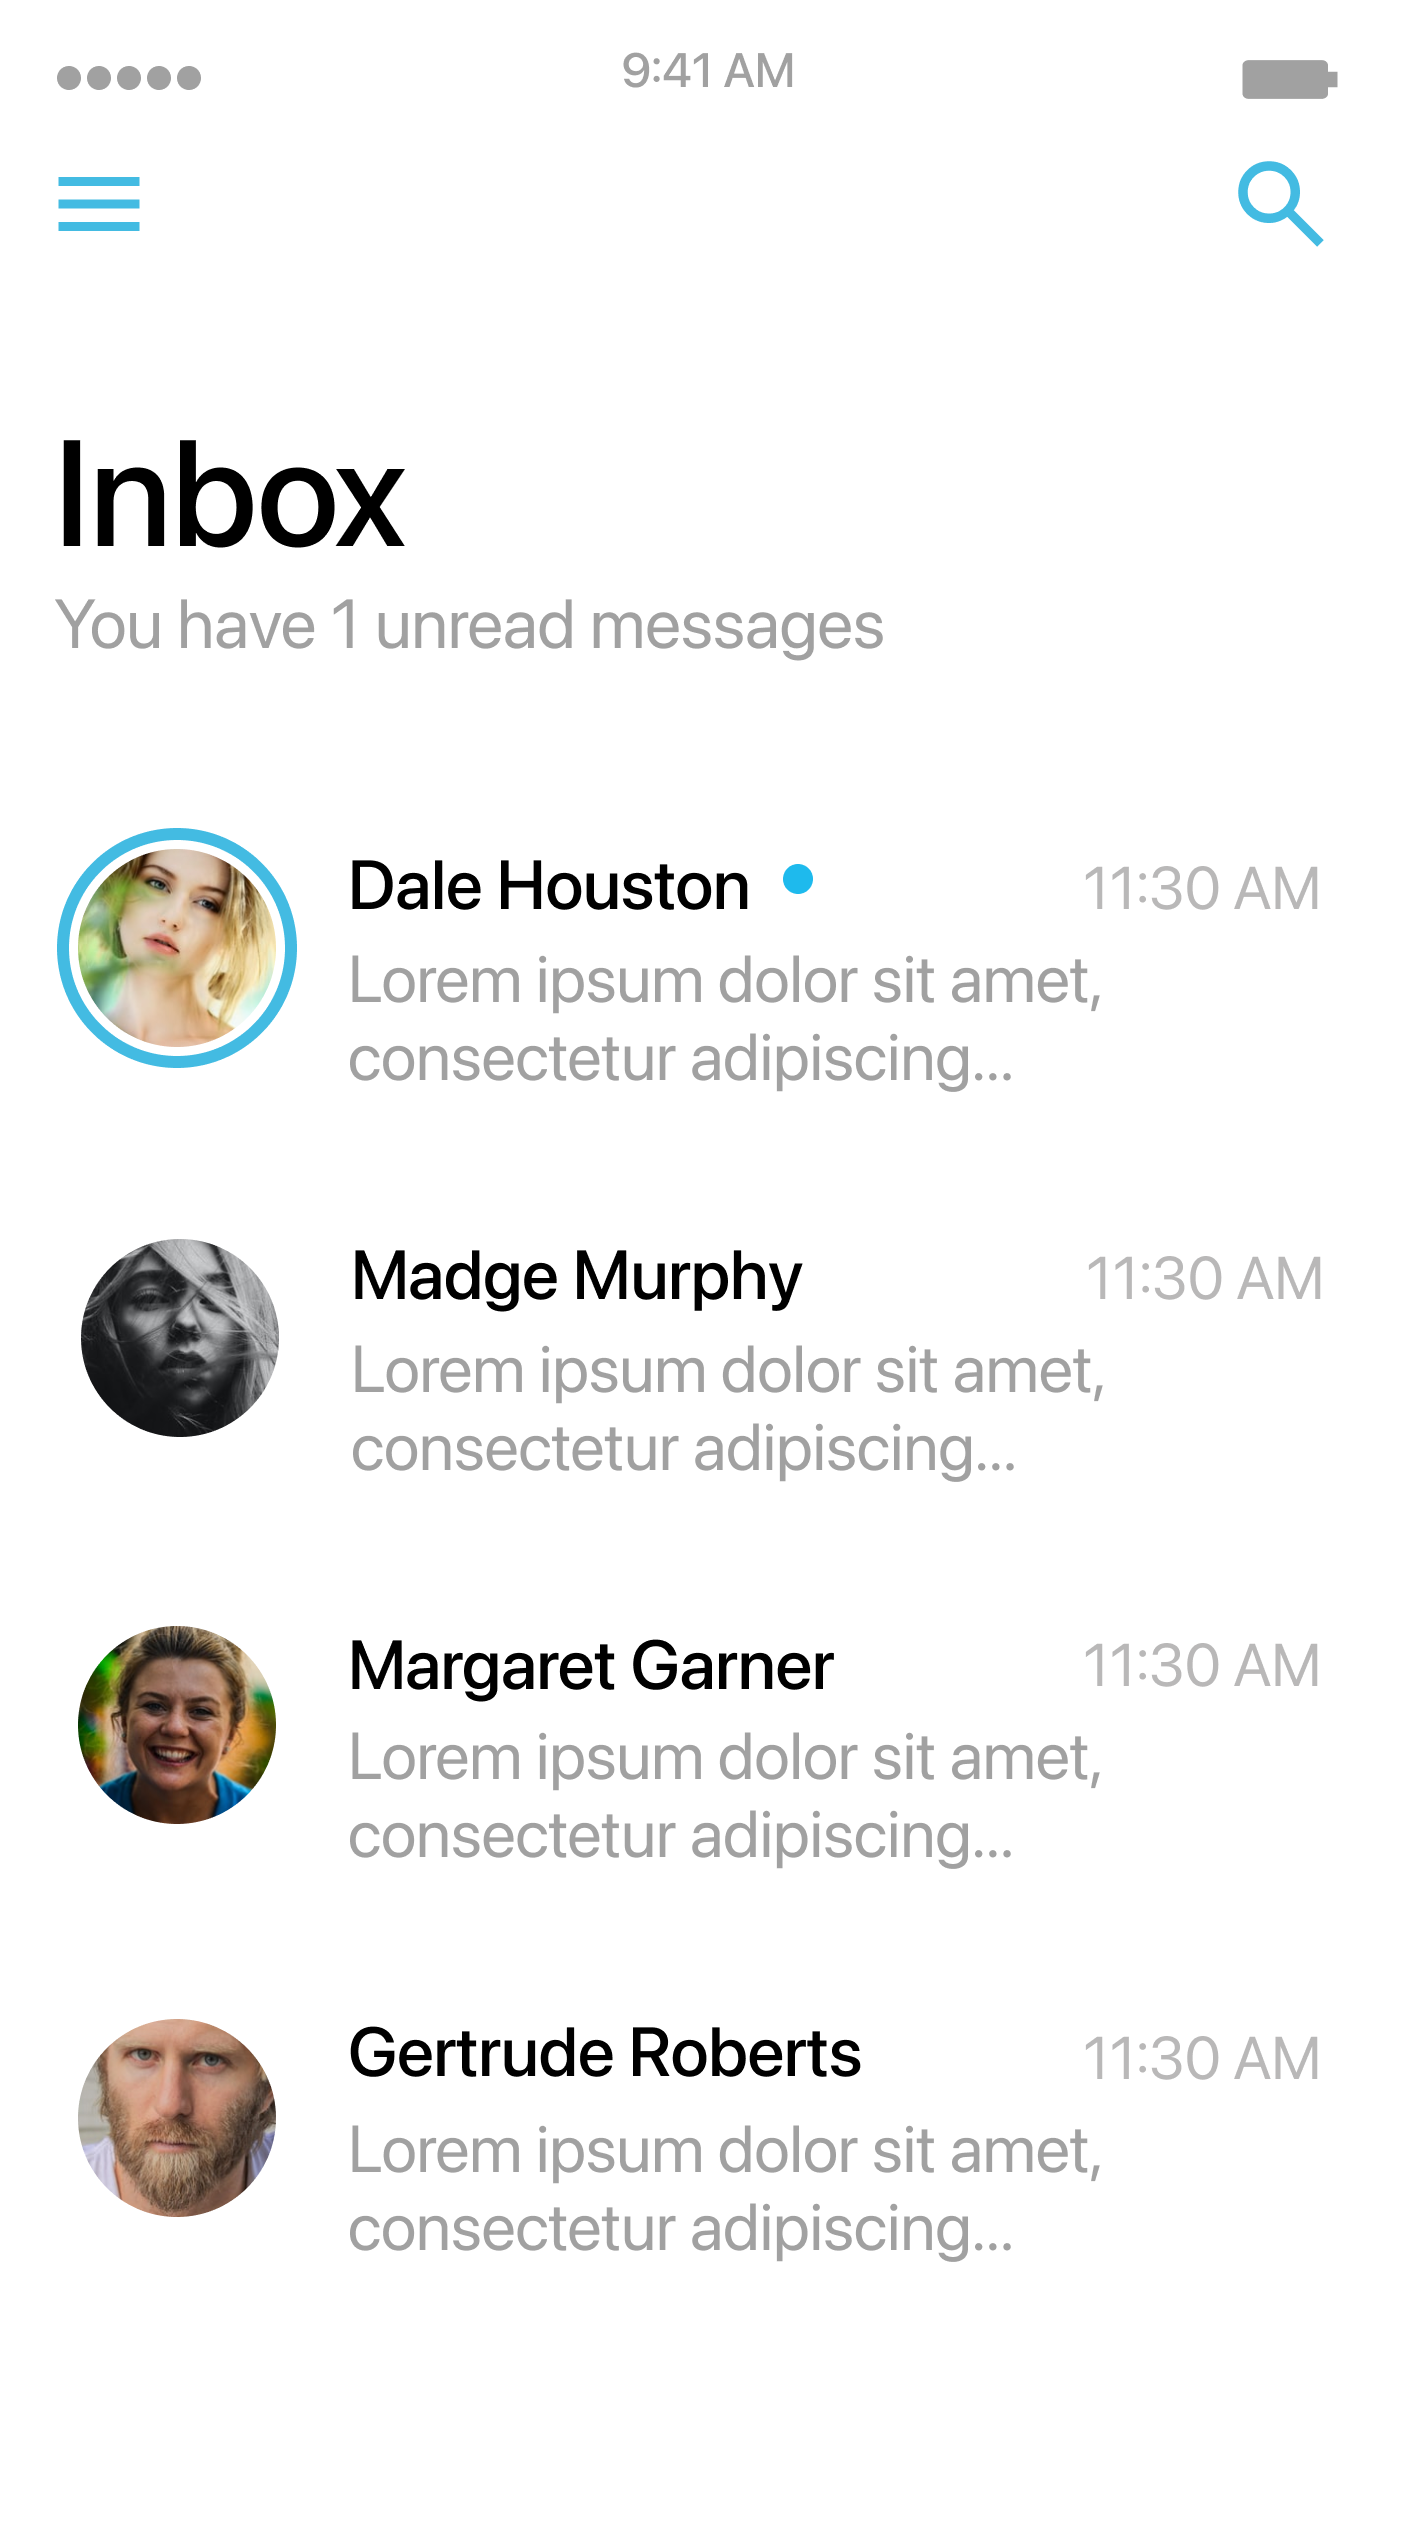 9:41 AM
Inbox
You have 1 unread messages
Dale Houston
11:30 AM
Lorem ipsum dolor sit amet,
consectetur adipiscing...
Madge Murphy
11:30 AM
Lorem ipsum dolor sit amet,
consectetur adipiscing...
Margaret Garner
11:30 AM
Lorem ipsum dolor sit amet,
consectetur adipiscing...
Gertrude Roberts
11:30 AM
Lorem ipsum dolor sit amet,
consectetur adipiscing...